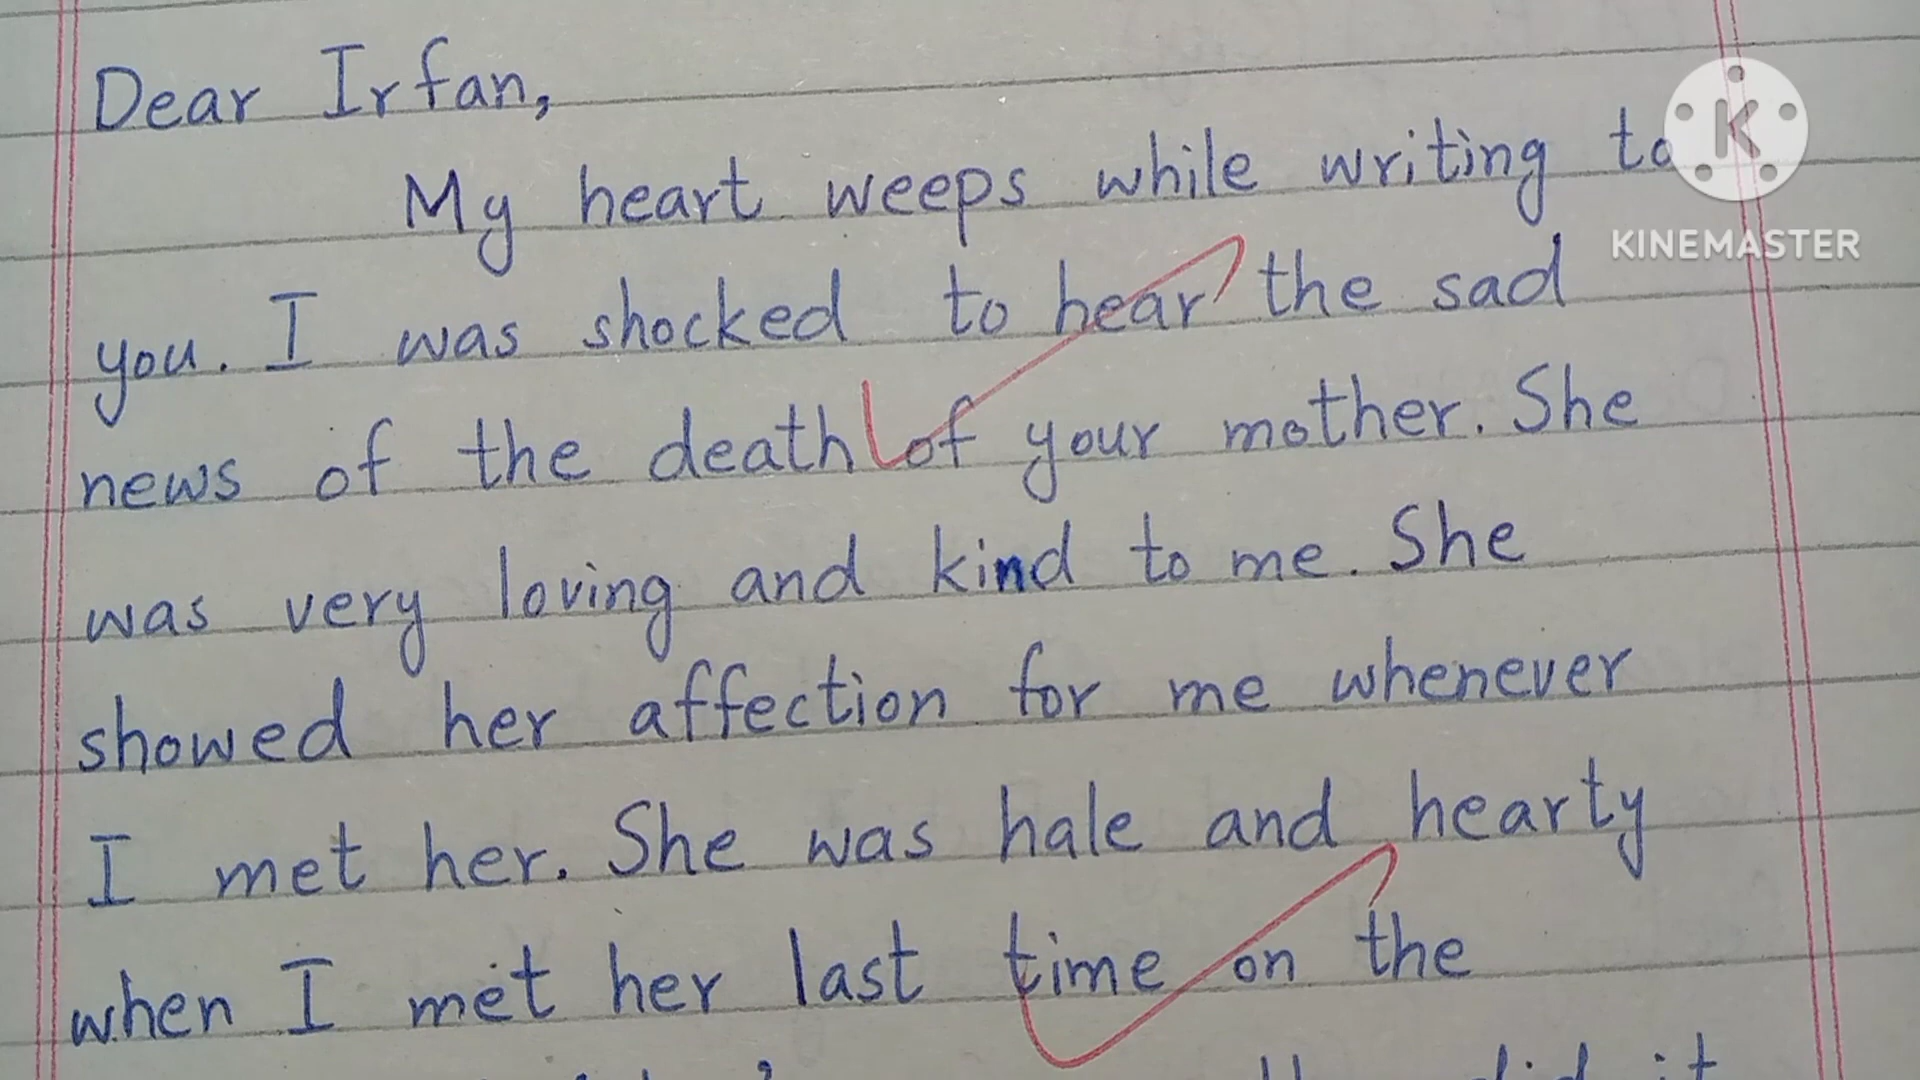 Dear Irfan,
My heart weeps while writing to
you. I was shocked to hear the sad
news of the death of your mother. She
was very loving and kind to me. She
showed her affection for me whenever
I met her. She was hale and hearty
when I met her last time on the
did it
K
KINEMASTER